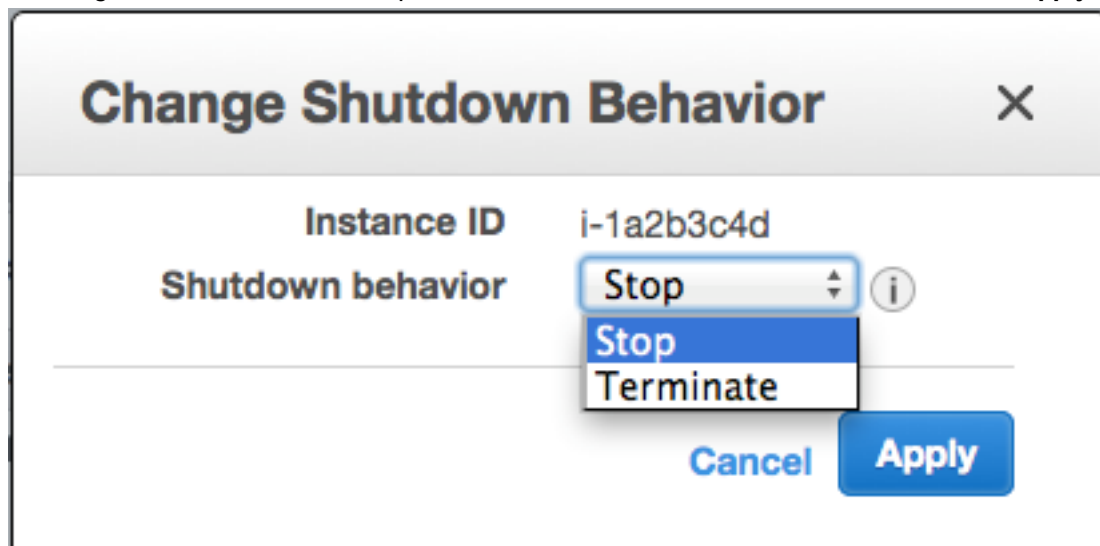 Change Shutdown Behavior
Instance ID i-1a2b3c4d
Shutdown behavior Stop
Stop
Terminate
Cancel Apply